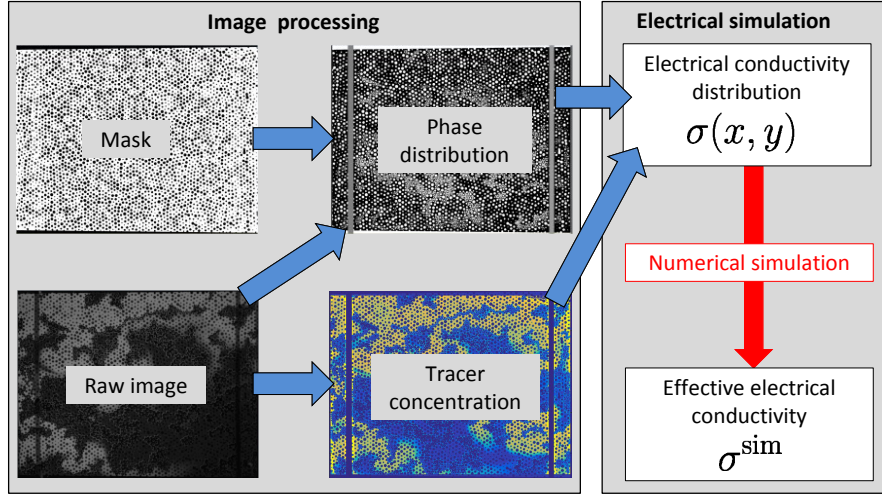 Image processing
Electrical simulation
Mask
Phase
distribution
Electrical conductivity
distribution
σ(x, y)
Numerical simulation
Raw image
Tracer
concentration
Effective electrical
conductivity
σ^sim